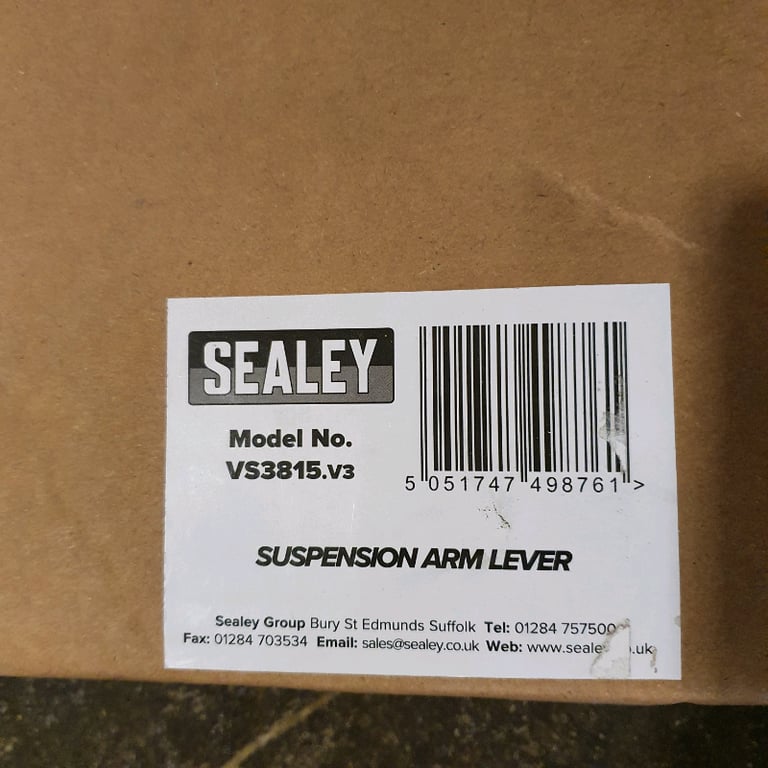 SEALEY
Model No.
VS3815.V3
5 051747 498761 >
SUSPENSION ARM LEVER
Sealey Group Bury St Edmunds Suffolk Tel: 01284 757500
Fax: 01284 703534 Email: sales@sealey.co.uk Web: